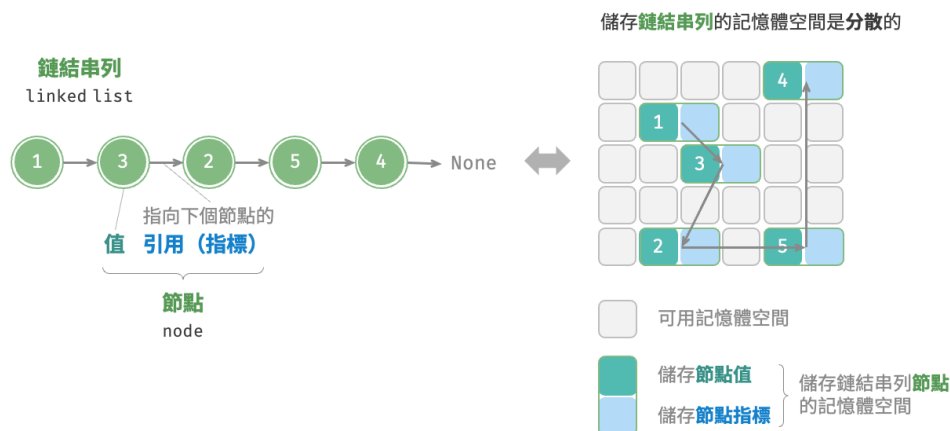 儲存鏈結串列的記憶體空間是分散的
鏈結串列
linked list
1
3
2
5
4
None
指向下個節點的
值 引用（指標）
節點
node
4
1
3
2
5
可用記憶體空間
儲存節點值
儲存節點指標
儲存鏈結串列節點
的記憶體空間